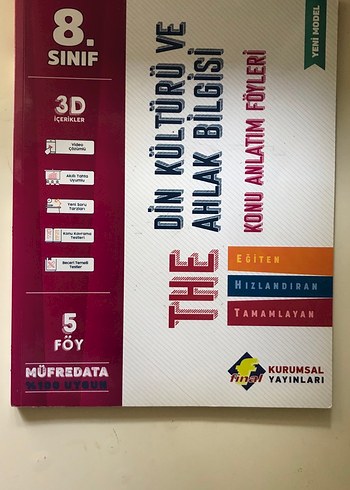 8.
SINIF
3D
İÇERİKLER
Video
Çözümlü
Akıllı Tahta
Uyumlu
Yeni Soru
Tarzları
Konu Kavrama
Testleri
Beceri Temelli
Testler
5
FÖY
MÜFREDATA
%100 UYGUN
YENİ MODEL
DİN KÜLTÜRÜ VE
AHLAK BİLGİSİ
KONU ANLATIM FÖYLERİ
THE
EĞİTEN
HIZLANDIRAN
TAMAMLAYAN
final
KURUMSAL
YAYINLARI